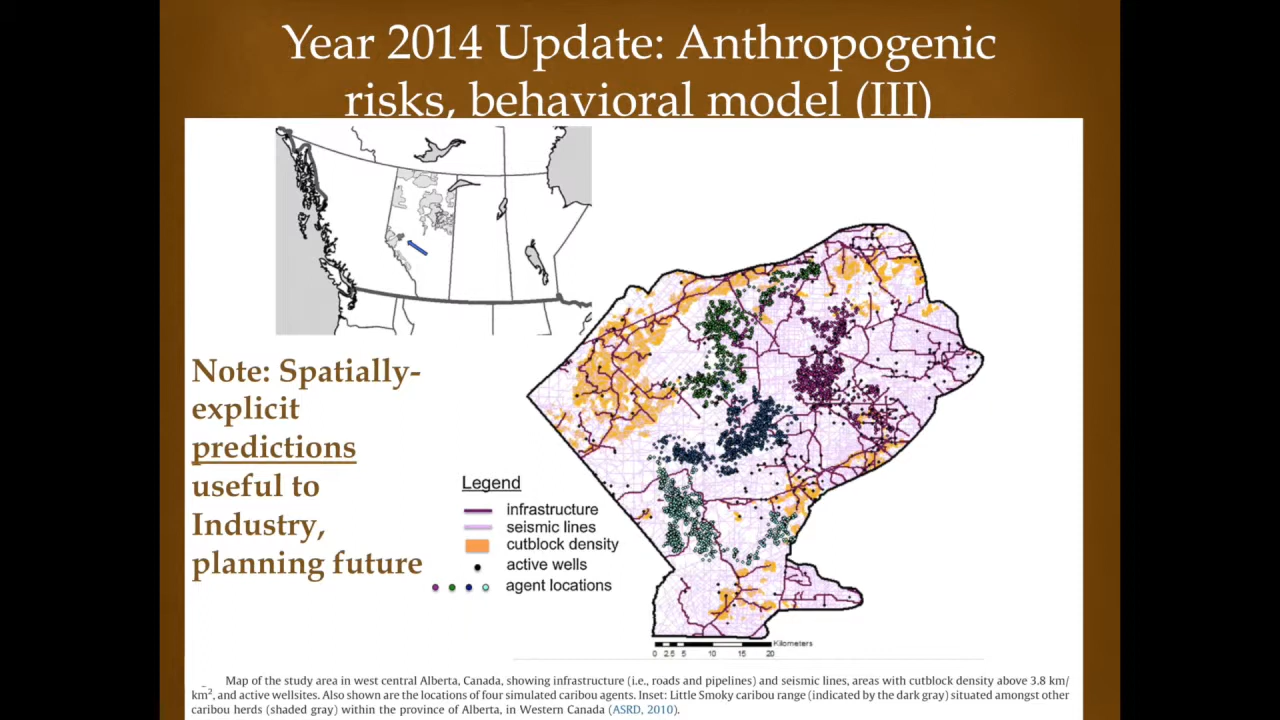 Year 2014 Update: Anthropogenic
risks, behavioral model (III)
Note: Spatially-
explicit
predictions
useful to
Industry,
planning future
Legend
infrastructure
seismic lines
cutblock density
active wells
agent locations
0 2.5 5 10 15 20 Kilometers
Map of the study area in west central Alberta, Canada, showing infrastructure (i.e., roads and pipelines) and seismic lines, areas with cutblock density above 3.8 km/
km², and active wellsites. Also shown are the locations of four simulated caribou agents. Inset: Little Smoky caribou range (indicated by the dark gray) situated amongst other
caribou herds (shaded gray) within the province of Alberta, in Western Canada (ASRD, 2010).